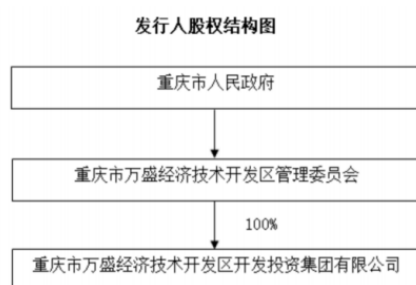 发行人股权结构图
重庆市人民政府
重庆市万盛经济技术开发区管理委员会
100%
重庆市万盛经济技术开发区开发投资集团有限公司